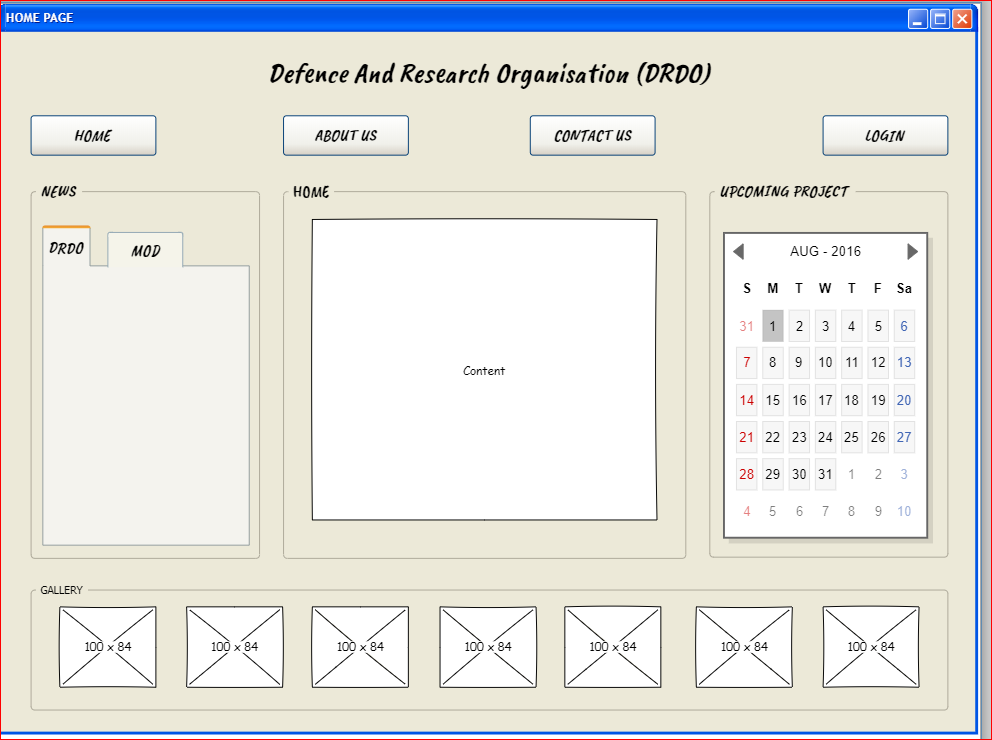 HOME PAGE
Defence And Research Organisation (DRDO)
HOME ABOUT US CONTACT US LOGIN
NEWS
DRDO MOD
HOME
Content
UPCOMING PROJECT
AUG - 2016
S M T W T F Sa
31 1 2 3 4 5 6
7 8 9 10 11 12 13
14 15 16 17 18 19 20
21 22 23 24 25 26 27
28 29 30 31 1 2 3
4 5 6 7 8 9 10
GALLERY
100 x 84 100 x 84 100 x 84 100 x 84 100 x 84 100 x 84 100 x 84